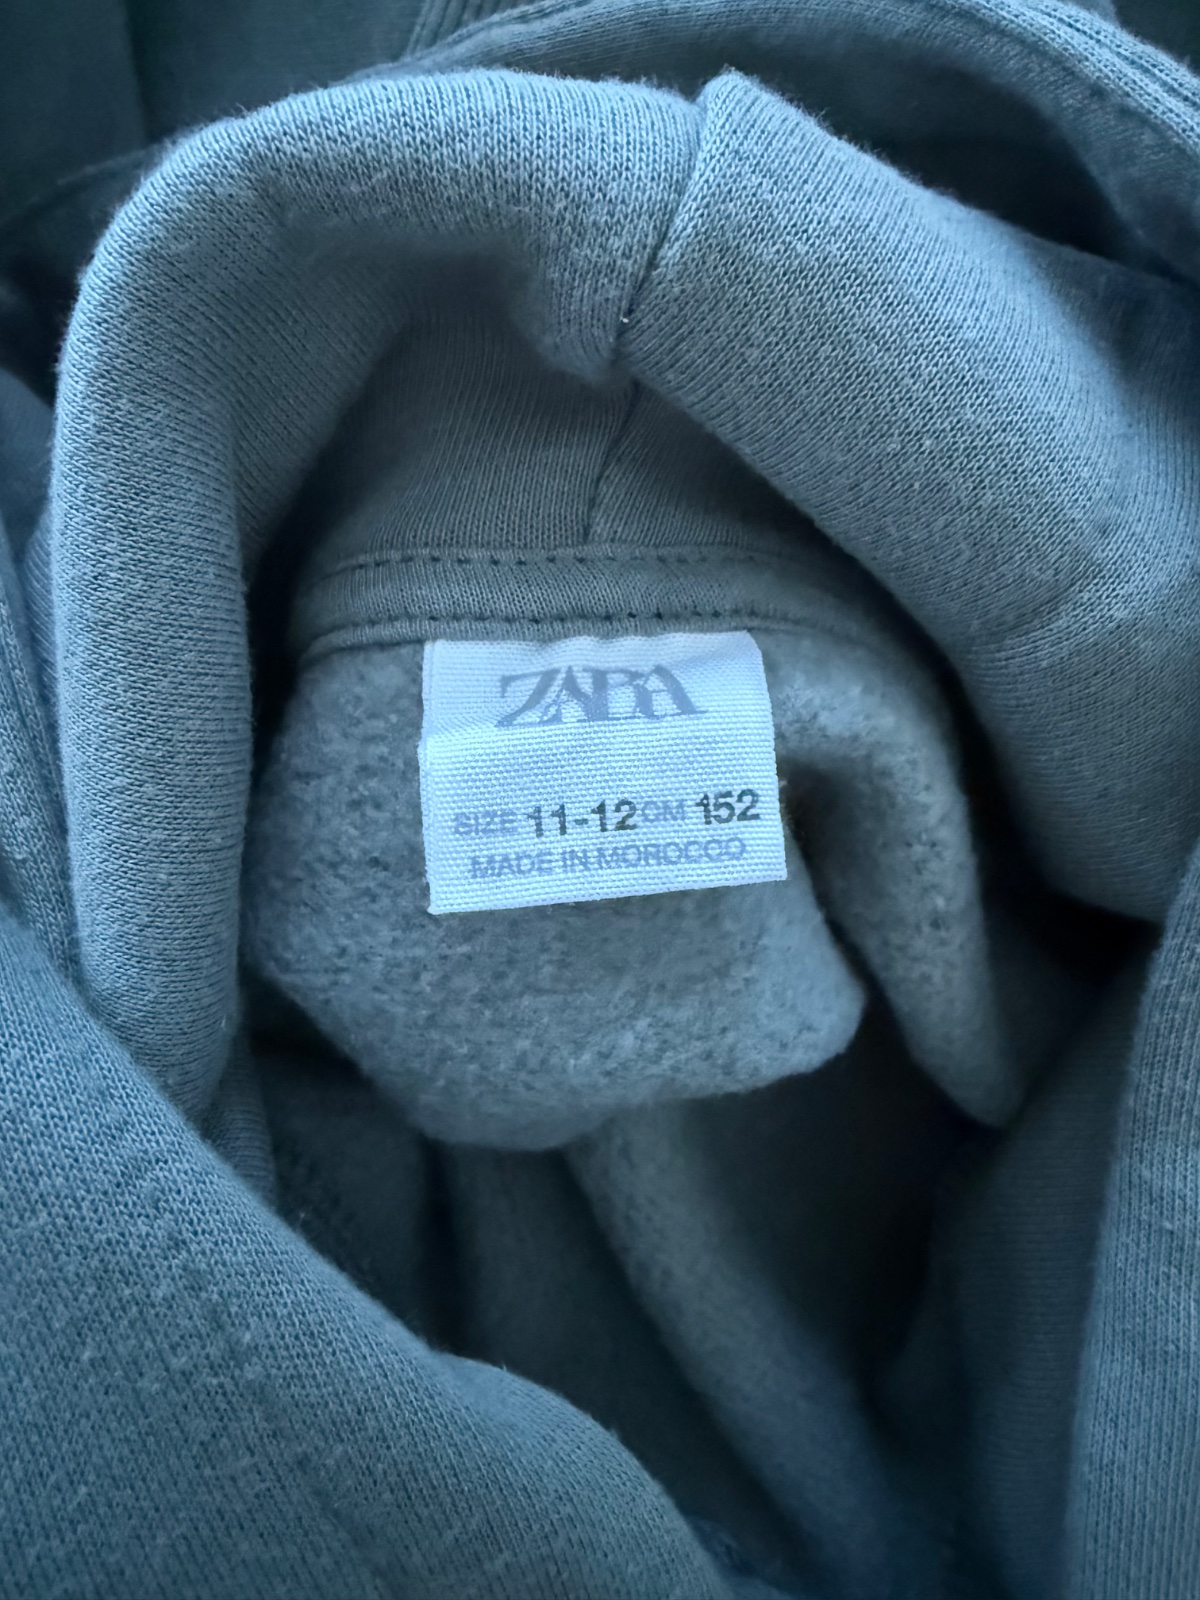 ZARA
SIZE 11-12 CM 152
MADE IN MOROCCO